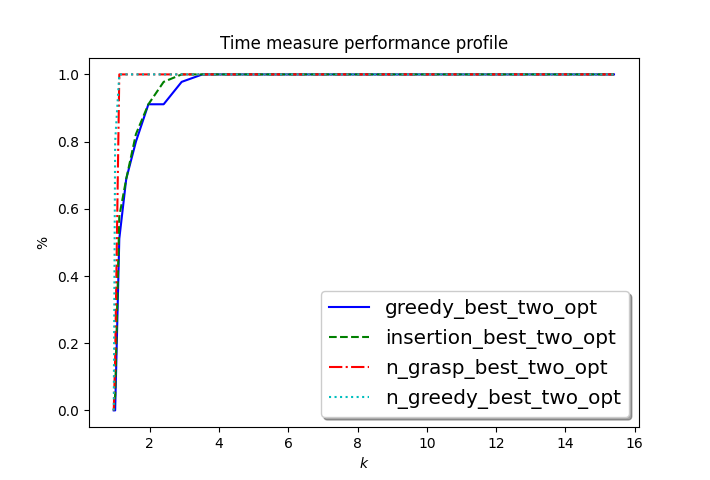 Time measure performance profile
1.0
0.8
0.6
0.4
0.2
0.0
%
greedy_best_two_opt
insertion_best_two_opt
n_grasp_best_two_opt
n_greedy_best_two_opt
2 4 6 8 10 12 14 16
k